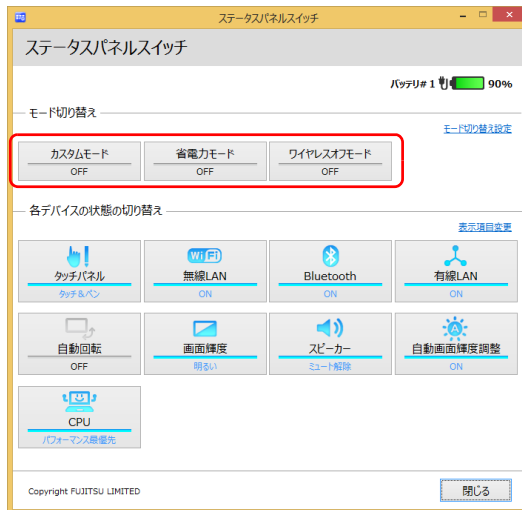 ステータスパネルスイッチ
ステータスパネルスイッチ
バッテリ#1 90%
モード切り替え
モード切り替え設定
カスタムモード 省電力モード ワイヤレスオフモード
OFF OFF OFF
各デバイスの状態の切り替え
表示項目変更
WiFi
タッチパネル 無線LAN Bluetooth 有線LAN
タッチ&ペン ON ON ON
A
自動回転 画面輝度 スピーカー 自動画面輝度調整
OFF 明るい ミュート解除 ON
CPU
パフォーマンス最優先
Copyright FUJITSU LIMITED
閉じる